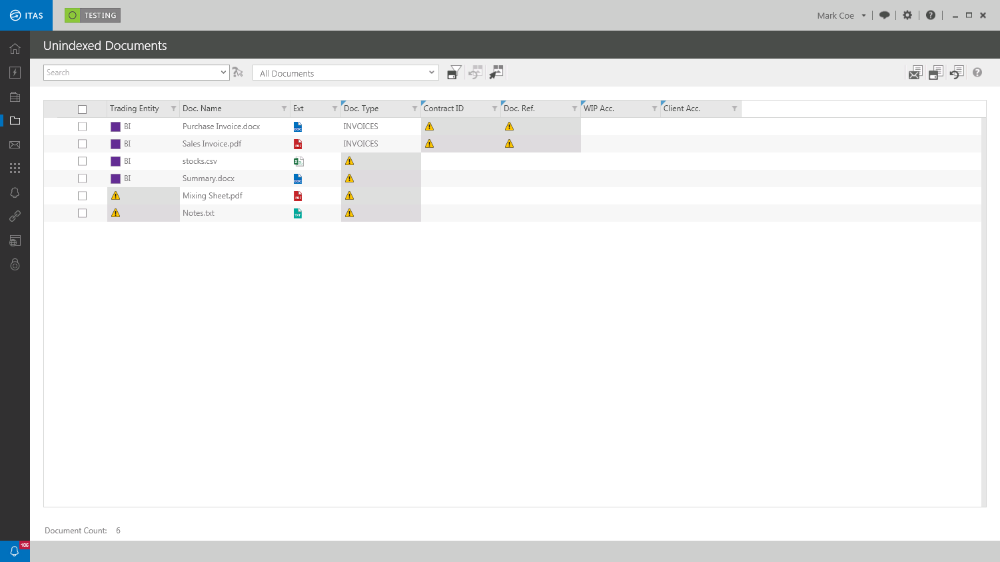 ITAS TESTING Mark Coe
Unindexed Documents
Search All Documents
Trading Entity Doc. Name Ext Doc. Type Contract ID Doc. Ref. WIP Acc. Client Acc.
BI Purchase Invoice.docx DOC INVOICES
BI Sales Invoice.pdf PDF INVOICES
BI stocks.csv
BI Summary.docx DOC
Mixing Sheet.pdf PDF
Notes.txt TXT
Document Count: 6
106